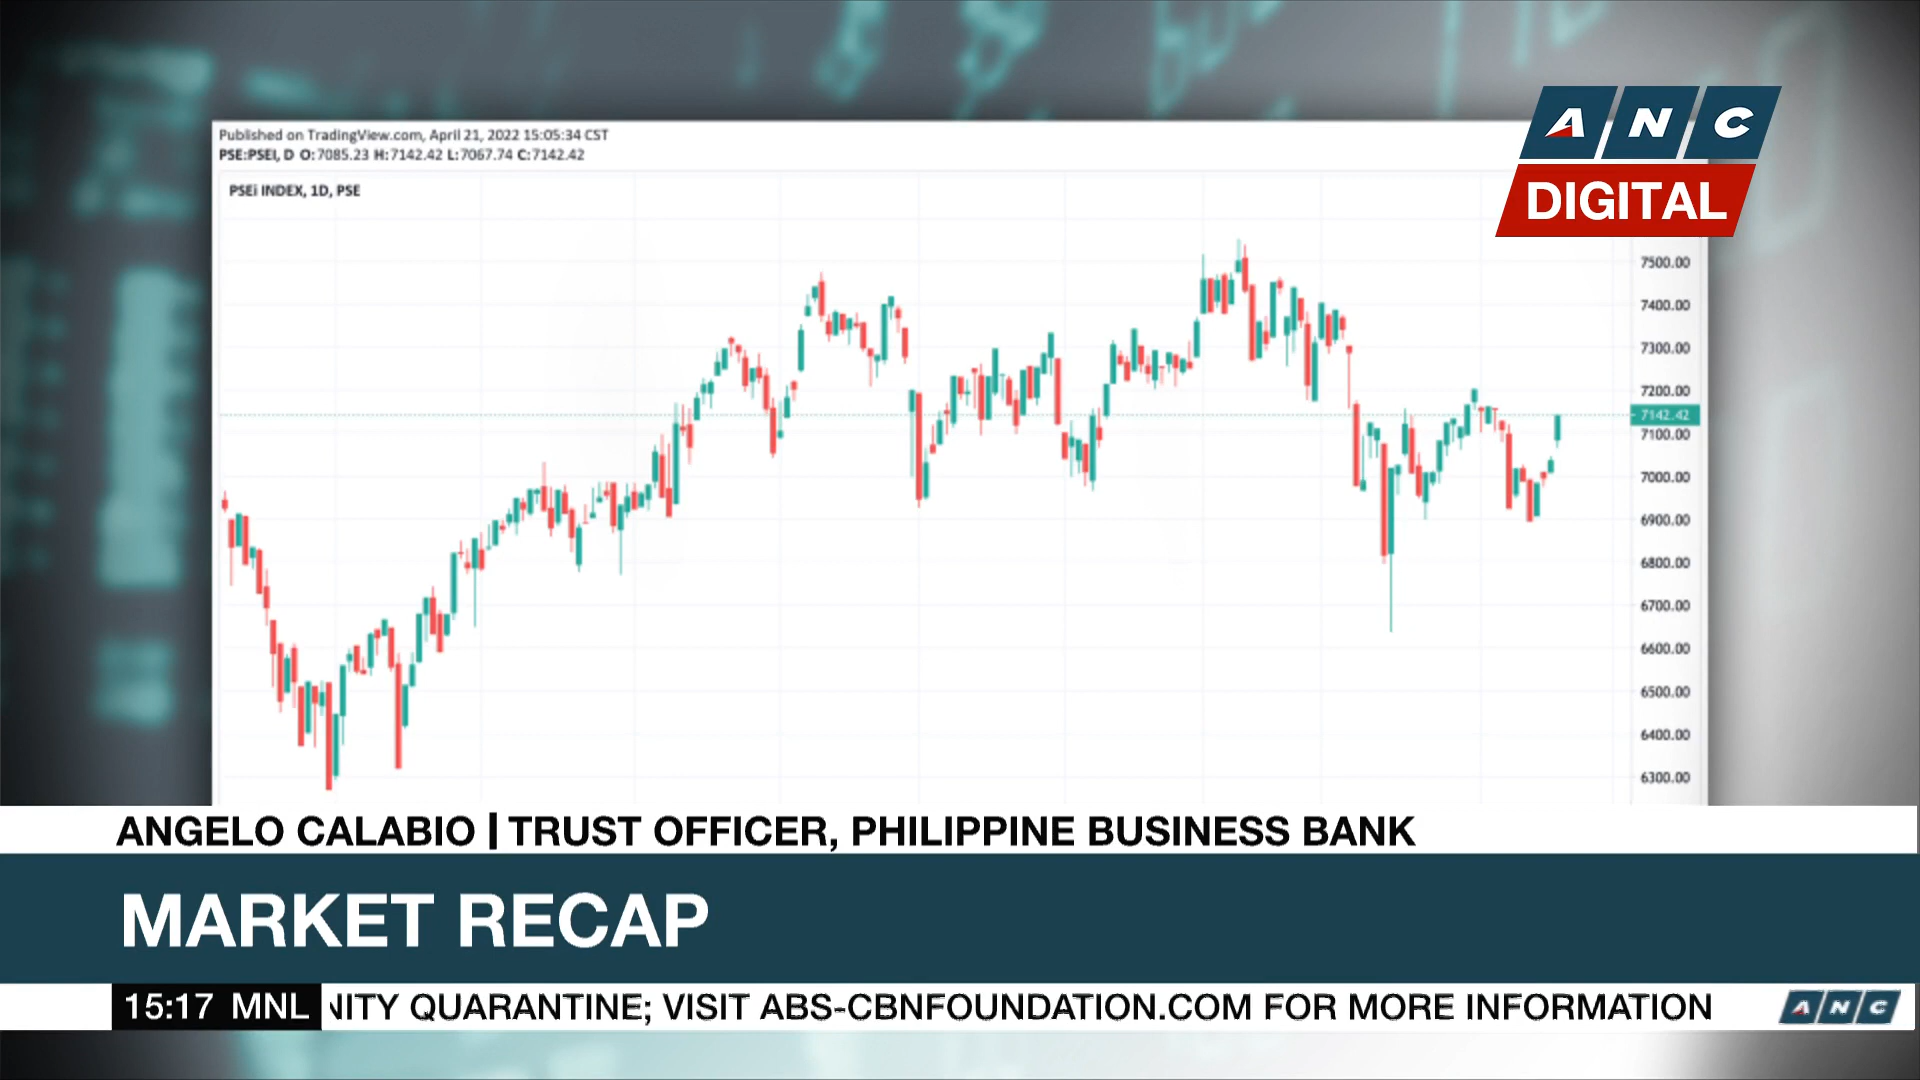 Published on TradingView.com, April 21, 2022 15:05:34 CST
PSE:PSEI, D O:7085.23 H:7142.42 L:7067.74 C:7142.42
PSEi INDEX, 1D, PSE
ANC
DIGITAL
7500.00
7400.00
7300.00
7200.00
7142.42
7100.00
7000.00
6900.00
6800.00
6700.00
6600.00
6500.00
6400.00
6300.00
ANGELO CALABIO | TRUST OFFICER, PHILIPPINE BUSINESS BANK
MARKET RECAP
15:17 MNL NITY QUARANTINE; VISIT ABS-CBNFOUNDATION.COM FOR MORE INFORMATION ANC